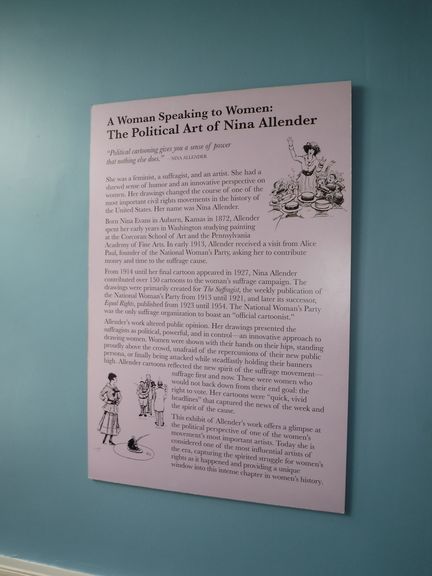 A Woman Speaking to Women:
The Political Art of Nina Allender
"Political cartooning gives you a sense of power
that nothing else does." - NINA ALLENDER
She was a feminist, a suffragist, and an artist. She had a
shrewd sense of humor and an innovative perspective on
women. Her drawings changed the course of one of the
most important civil rights movements in the history of
the United States. Her name was Nina Allender.
Born Nina Evans in Auburn, Kansas in 1872, Allender
spent her early years in Washington studying painting
at the Corcoran School of Art and the Pennsylvania
Academy of Fine Arts. In early 1913, Allender received a visit from Alice
Paul, founder of the National Woman's Party, asking her to contribute
money and time to the suffrage cause.
From 1914 until her final cartoon appeared in 1927, Nina Allender
contributed over 150 cartoons to the woman's suffrage campaign. The
drawings were primarily created for The Suffragist, the weekly publication of
the National Woman's Party from 1913 until 1921, and later its successor,
Equal Rights, published from 1923 until 1954. The National Woman's Party
was the only suffrage organization to boast an "official cartoonist."
Allender's work altered public opinion. Her drawings presented the
suffragists as political, powerful, and in control—an innovative approach to
drawing women. Women were shown with their hands on their hips, standing
proudly above the crowd, unafraid of the repercussions of their new public
persona, or finally being attacked while steadfastly holding their banners
high. Allender cartoons reflected the new spirit of the suffrage movement—
suffrage first and now. These were women who
would not back down from their end goal: the
right to vote. Her cartoons were "quick, vivid
headlines" that captured the news of the week and
the spirit of the cause.
This exhibit of Allender's work offers a glimpse at
the political perspective of one of the women's
movement's most important artists. Today she is
considered one of the most influential artists of
the era, capturing the spirited struggle for women's
rights as it happened and providing a unique
window into this intense chapter in women's history.